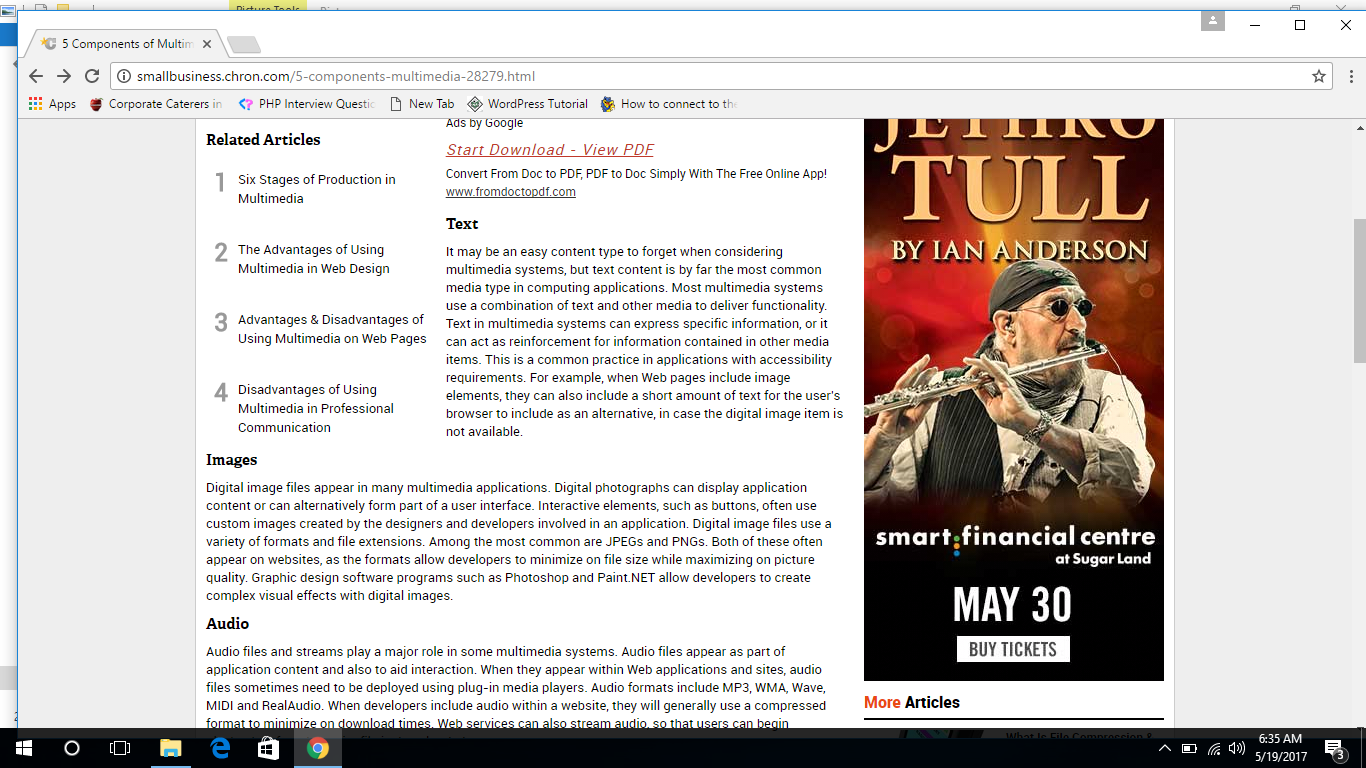 Picture Tools
5 Components of Multim
smallbusiness.chron.com/5-components-multimedia-28279.html
Apps
Corporate Caterers in
PHP Interview Questic
New Tab
WordPress Tutorial
How to connect to the
Related Articles
1 Six Stages of Production in
Multimedia
2 The Advantages of Using
Multimedia in Web Design
3 Advantages & Disadvantages of
Using Multimedia on Web Pages
4 Disadvantages of Using
Multimedia in Professional
Communication
Ads by Google
Start Download - View PDF
Convert From Doc to PDF, PDF to Doc Simply With The Free Online App!
www.fromdoctopdf.com
Text
It may be an easy content type to forget when considering
multimedia systems, but text content is by far the most common
media type in computing applications. Most multimedia systems
use a combination of text and other media to deliver functionality.
Text in multimedia systems can express specific information, or it
can act as reinforcement for information contained in other media
items. This is a common practice in applications with accessibility
requirements. For example, when Web pages include image
elements, they can also include a short amount of text for the user's
browser to include as an alternative, in case the digital image item is
not available.
Images
Digital image files appear in many multimedia applications. Digital photographs can display application
content or can alternatively form part of a user interface. Interactive elements, such as buttons, often use
custom images created by the designers and developers involved in an application. Digital image files use a
variety of formats and file extensions. Among the most common are JPEGs and PNGs. Both of these often
appear on websites, as the formats allow developers to minimize on file size while maximizing on picture
quality. Graphic design software programs such as Photoshop and Paint.NET allow developers to create
complex visual effects with digital images.
Audio
Audio files and streams play a major role in some multimedia systems. Audio files appear as part of
application content and also to aid interaction. When they appear within Web applications and sites, audio
files sometimes need to be deployed using plug-in media players. Audio formats include MP3, WMA, Wave,
MIDI and RealAudio. When developers include audio within a website, they will generally use a compressed
format to minimize on download times. Web services can also stream audio, so that users can begin
JETHRO
TULL
BY IAN ANDERSON
smart financial centre
at Sugar Land
MAY 30
BUY TICKETS
More Articles
What Is File Compression &
6:35 AM
5/19/2017
3